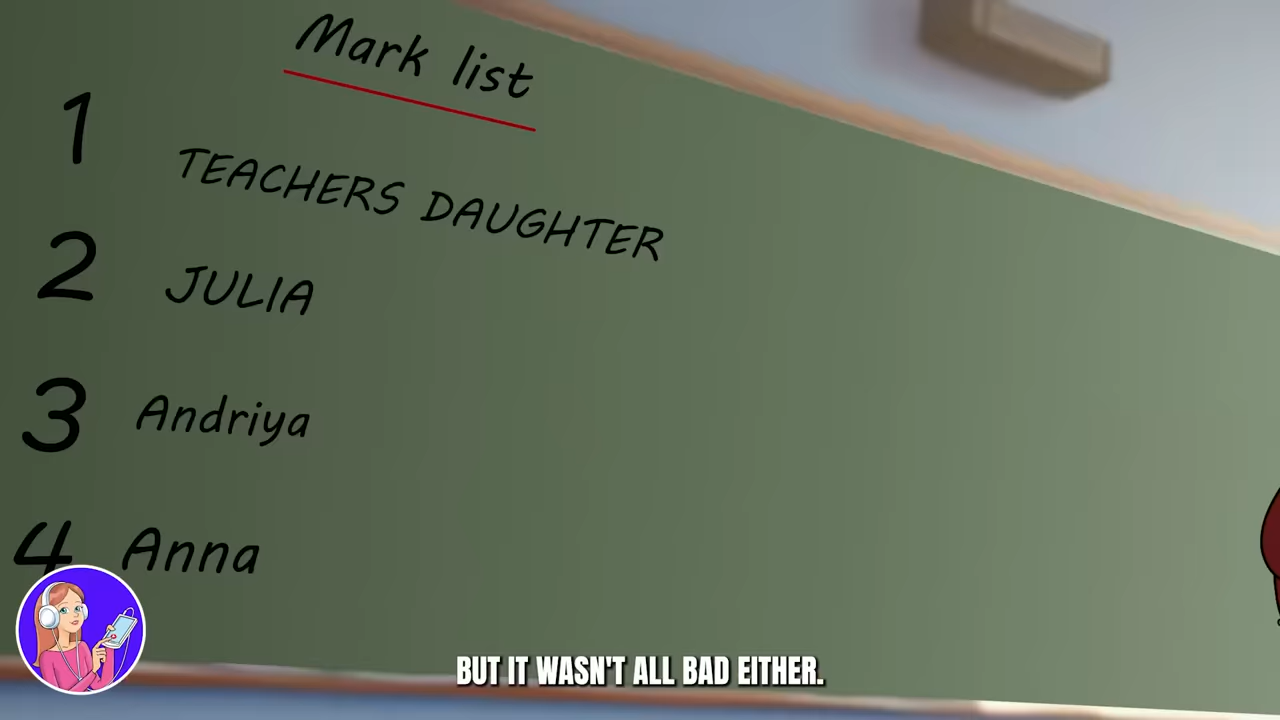 Mark list
1 TEACHERS DAUGHTER
2 JULIA
3 Andriya
4 Anna
BUT IT WASN'T ALL BAD EITHER.